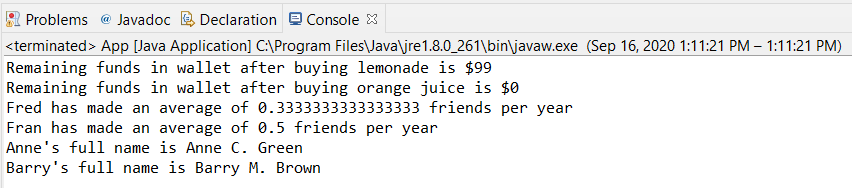 Problems @ Javadoc Declaration Console
<terminated> App [Java Application] C:\Program Files\Java\jre1.8.0_261\bin\javaw.exe (Sep 16, 2020 1:11:21 PM – 1:11:21 PM)
Remaining funds in wallet after buying lemonade is $99
Remaining funds in wallet after buying orange juice is $0
Fred has made an average of 0.3333333333333333 friends per year
Fran has made an average of 0.5 friends per year
Anne's full name is Anne C. Green
Barry's full name is Barry M. Brown